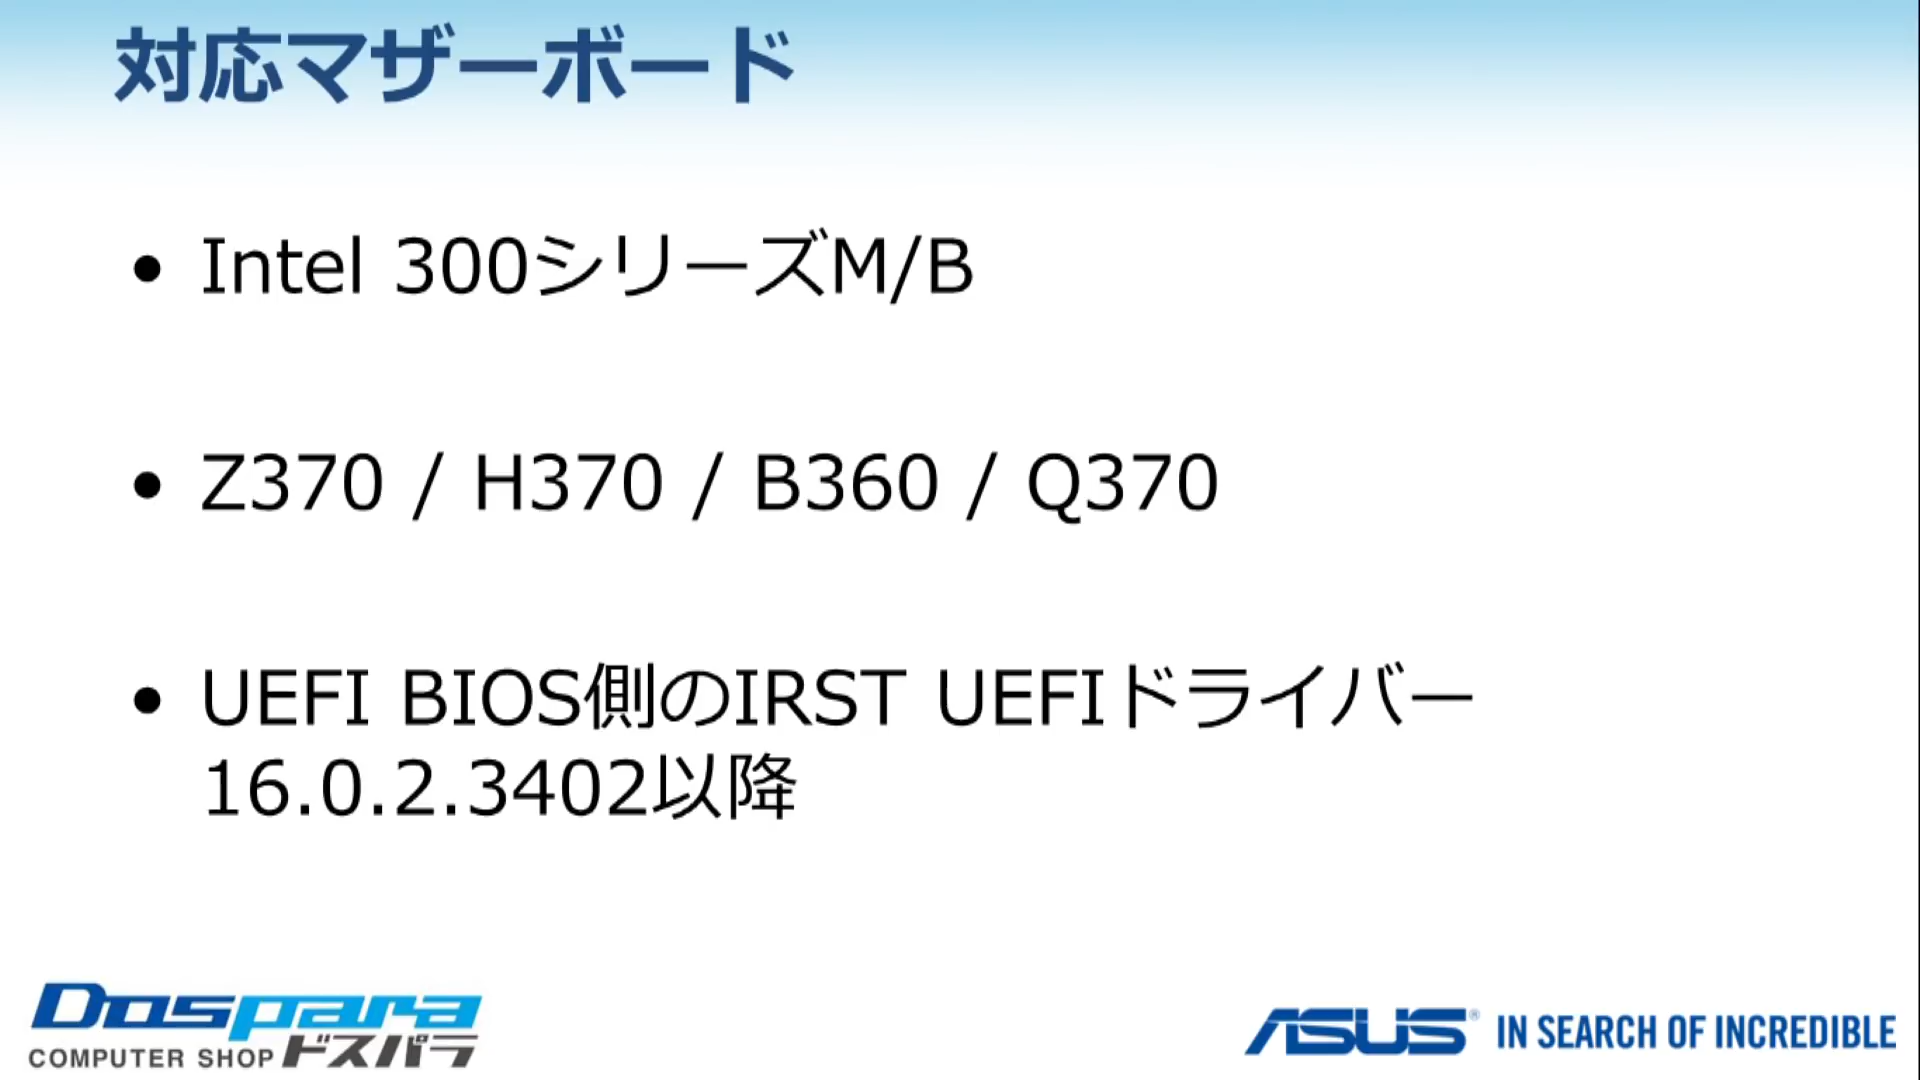 対応マザーボード
• Intel 300シリーズM/B
• Z370 / H370 / B360 / Q370
• UEFI BIOS側のIRST UEFIドライバー
16.0.2.3402以降
Dospara
COMPUTER SHOP ドスパラ
ASUS® IN SEARCH OF INCREDIBLE